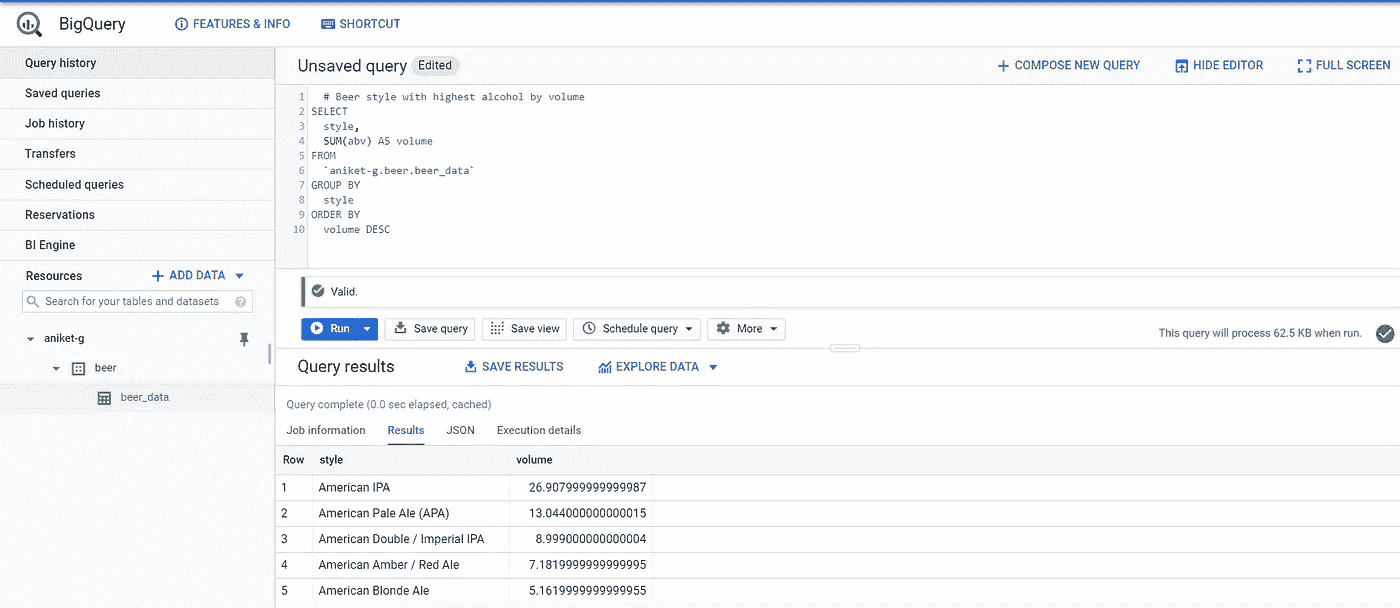 BigQuery FEATURES & INFO SHORTCUT
Query history
Saved queries
Job history
Transfers
Scheduled queries
Reservations
BI Engine
Resources ADD DATA
Search for your tables and datasets
aniket-g
beer
beer_data
Unsaved query Edited COMPOSE NEW QUERY HIDE EDITOR FULL SCREEN
1 # Beer style with highest alcohol by volume
2 SELECT
3 style,
4 SUM(abv) AS volume
5 FROM
6 `aniket-g.beer.beer_data`
7 GROUP BY
8 style
9 ORDER BY
10 volume DESC
Valid.
Run Save query Save view Schedule query More This query will process 62.5 KB when run.
Query results SAVE RESULTS EXPLORE DATA
Query complete (0.0 sec elapsed, cached)
Job information Results JSON Execution details
Row style volume
1 American IPA 26.907999999999987
2 American Pale Ale (APA) 13.044000000000015
3 American Double / Imperial IPA 8.999000000000004
4 American Amber / Red Ale 7.1819999999999995
5 American Blonde Ale 5.1619999999999955